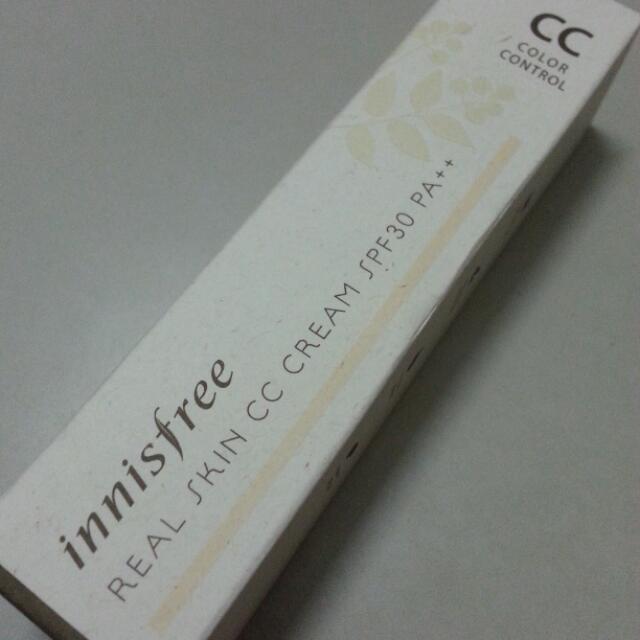 CC
COLOR
CONTROL
innisfree
REAL SKIN CC CREAM SPF30 PA++